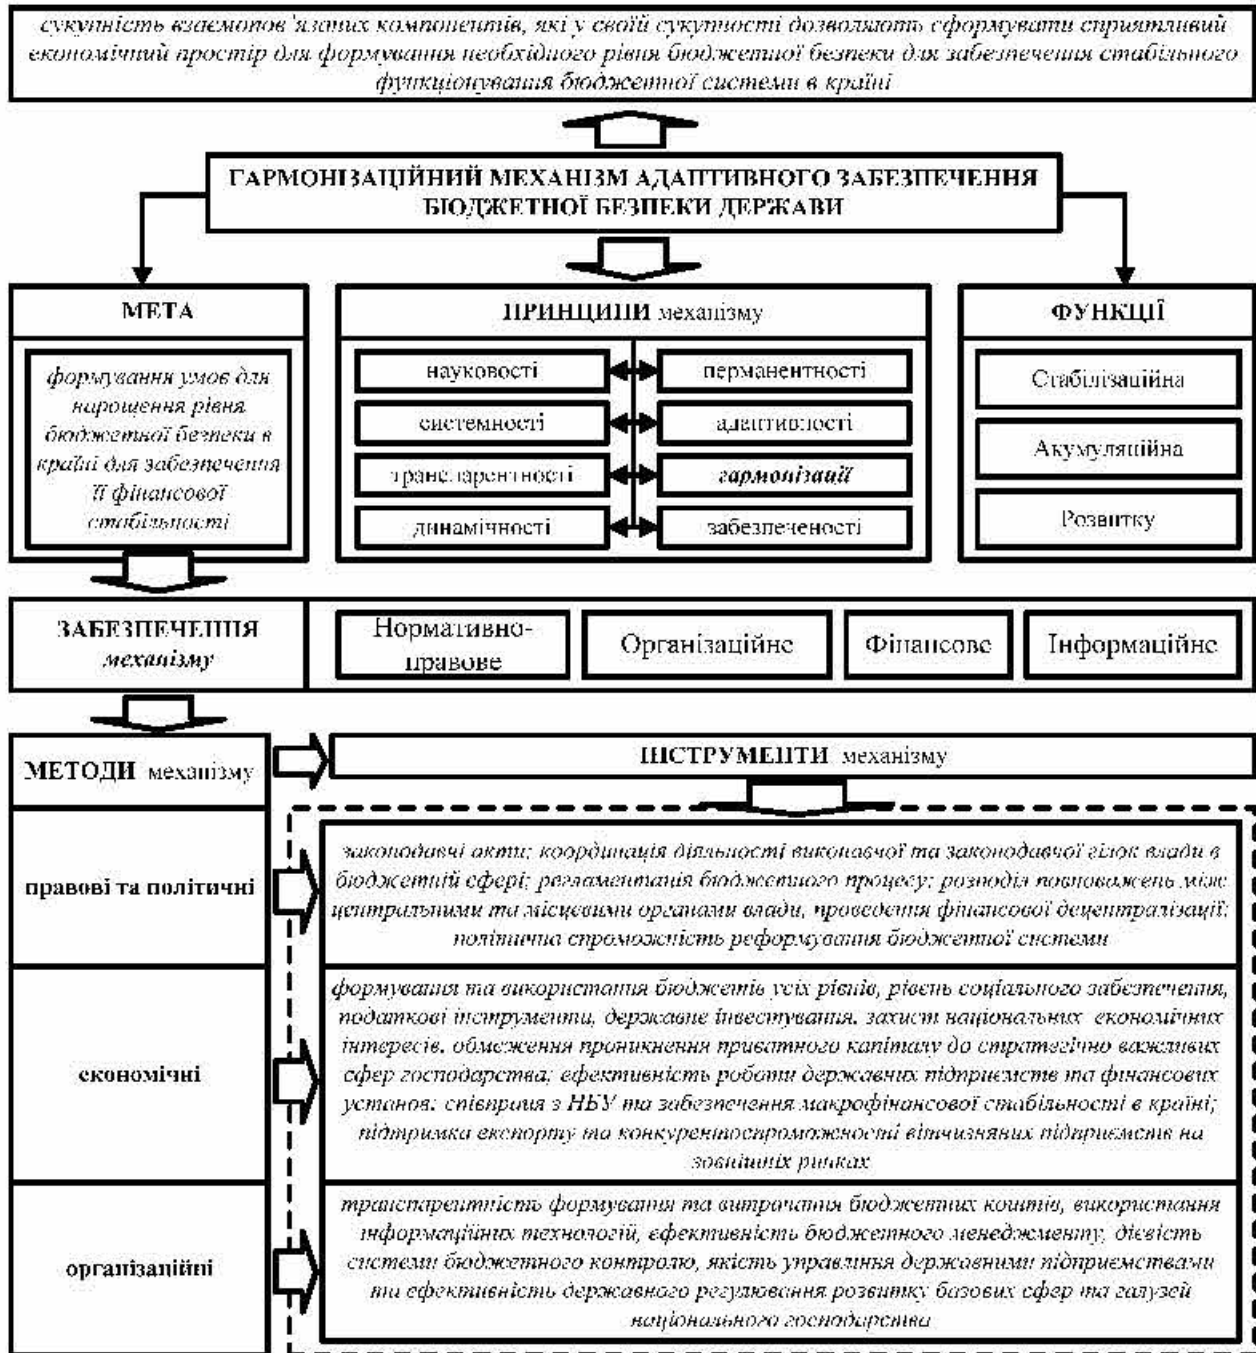 сукупність взаємопов'язаних компонентів, які у своїй сукупності дозволяють сформувати сприятливий
економічний простір для формування необхідного рівня бюджетної безпеки для забезпечення стабільного
функціонування бюджетної системи в країні
ГАРМОНІЗАЦІЙНИЙ МЕХАНІЗМ АДАПТИВНОГО ЗАБЕЗПЕЧЕННЯ
БЮДЖЕТНОЇ БЕЗПЕКИ ДЕРЖАВИ
МЕТА
формування умов для
нарощення рівня
бюджетної безпеки в
країні для забезпечення
її фінансової
стабільності
ПРИНЦИПИ механізму
науковості
перманентності
системності
адаптивності
транспарентності
гармонізації
динамічності
забезпеченості
ФУНКЦІЇ
Стабілізаційна
Акумуляційна
Розвитку
ЗАБЕЗПЕЧЕННЯ
механізму
Нормативно-
правове
Організаційне
Фінансове
Інформаційне
МЕТОДИ механізму
ІНСТРУМЕНТИ механізму
правові та політичні
законодавчі акти; координація діяльності виконавчої та законодавчої гілок влади в
бюджетній сфері; регламентація бюджетного процесу; розподіл повноважень між
центральними та місцевими органами влади, проведення фінансової децентралізації;
політична спроможність реформування бюджетної системи
економічні
формування та використання бюджетів усіх рівнів, рівень соціального забезпечення,
податкові інструменти, державне інвестування, захист національних економічних
інтересів, обмеження проникнення приватного капіталу до стратегічно важливих
сфер господарства; ефективність роботи державних підприємств та фінансових
установ; співпраця з НБУ та забезпечення макрофінансової стабільності в країні;
підтримка експорту та конкурентоспроможності вітчизняних підприємств на
зовнішніх ринках
організаційні
транспарентність формування та витрачання бюджетних коштів, використання
інформаційних технологій, ефективність бюджетного менеджменту, дієвість
системи бюджетного контролю, якість управління державними підприємствами
та ефективність державного регулювання розвитку базових сфер та галузей
національного господарства